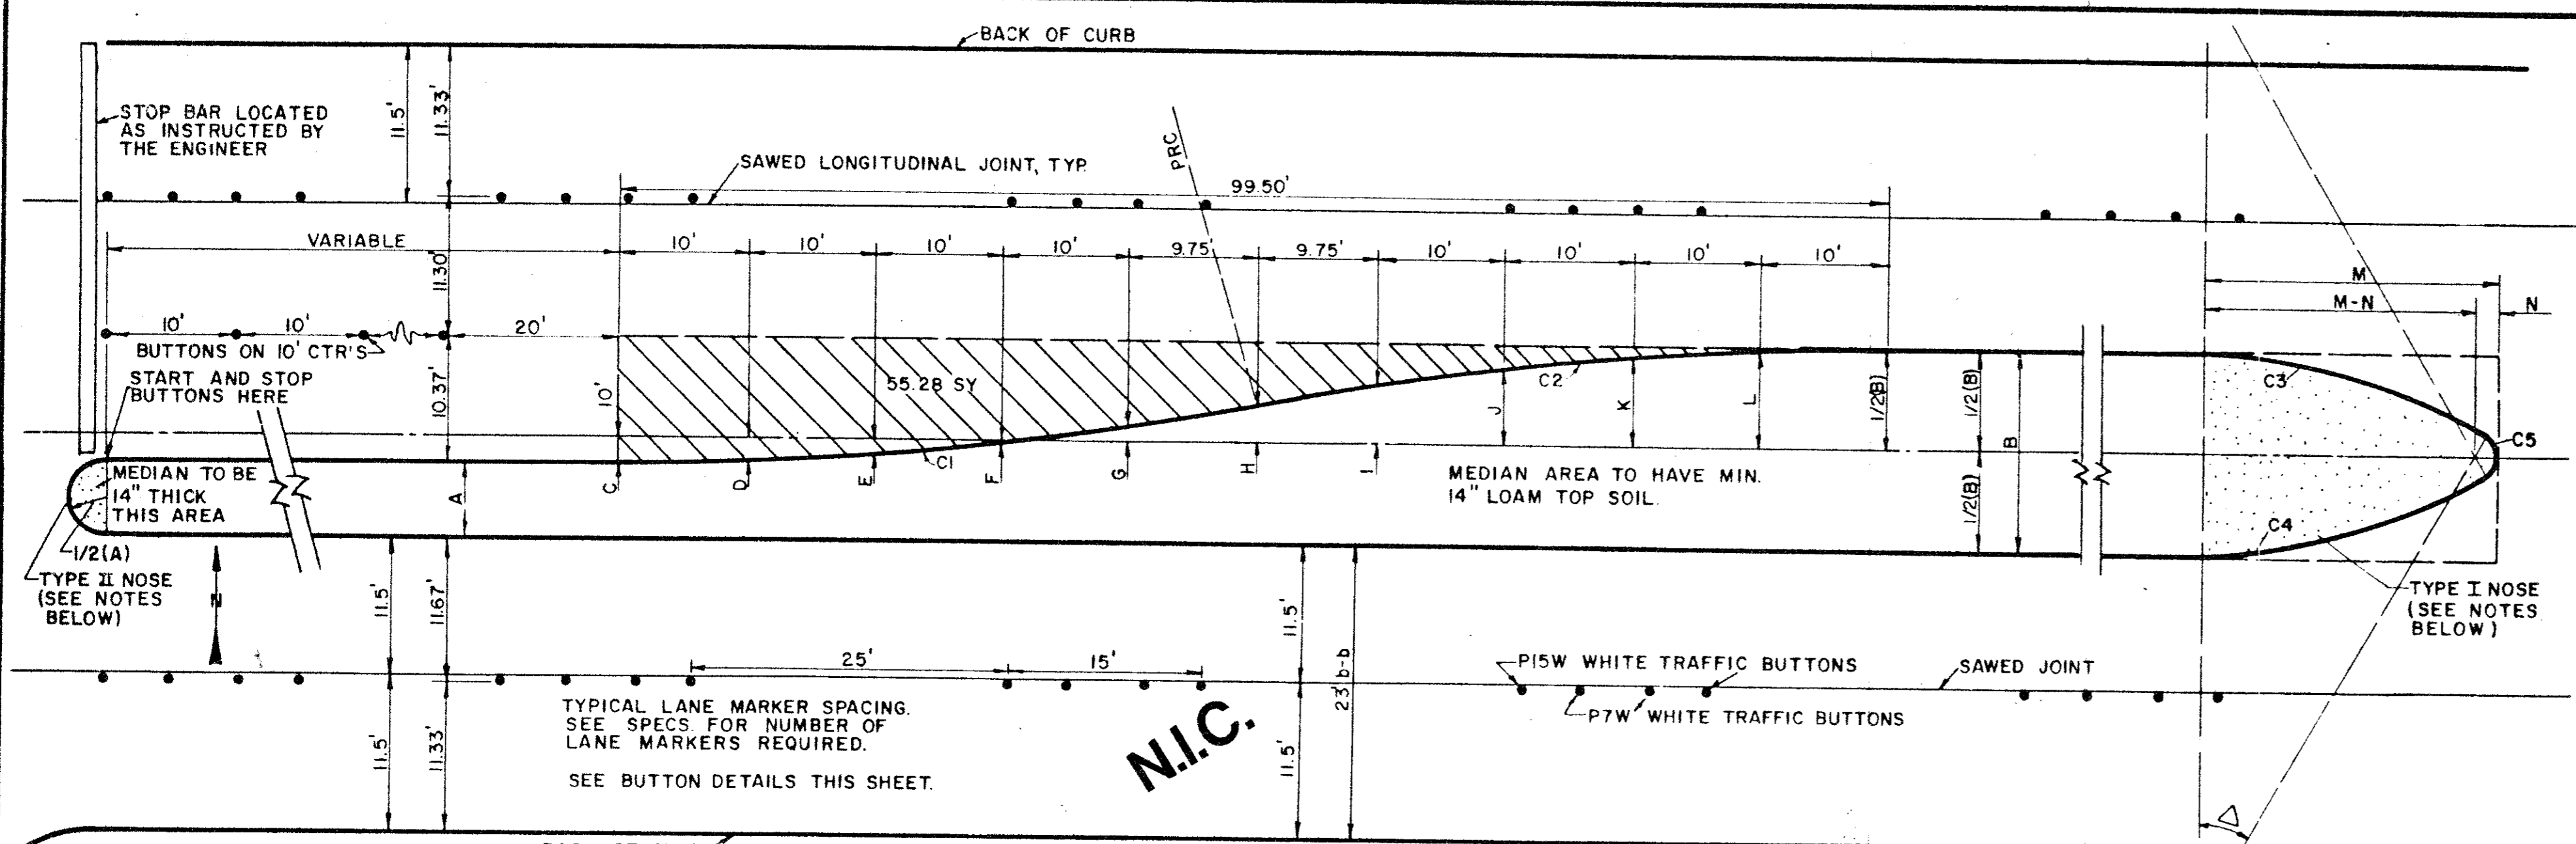 BACK OF CURB
STOP BAR LOCATED
AS INSTRUCTED BY
THE ENGINEER
11.5'
11.33'
SAWED LONGITUDINAL JOINT, TYP.
PRC
99.50'
VARIABLE
10'
10'
10'
10'
9.75'
9.75'
10'
10'
10'
10'
11.30'
M
M-N
N
10'
10'
20'
BUTTONS ON 10' CTR'S
START AND STOP
BUTTONS HERE
10.37'
10'
55.28 SY
C2
J
K
L
1/2(B)
1/2(B)
B
C3
C5
MEDIAN TO BE
14" THICK
THIS AREA
A
C
D
E
C1
F
G
H
I
MEDIAN AREA TO HAVE MIN.
14" LOAM TOP SOIL.
1/2(B)
C4
1/2(A)
TYPE II NOSE
(SEE NOTES
BELOW)
N
TYPE I NOSE
(SEE NOTES
BELOW)
11.5'
11.67'
11.5'
23' b-b
25'
15'
P15W WHITE TRAFFIC BUTTONS
SAWED JOINT
P7W WHITE TRAFFIC BUTTONS
TYPICAL LANE MARKER SPACING.
SEE SPECS. FOR NUMBER OF
LANE MARKERS REQUIRED.
SEE BUTTON DETAILS THIS SHEET.
N.I.C.
11.5'
11.33'
11.5'
Δ